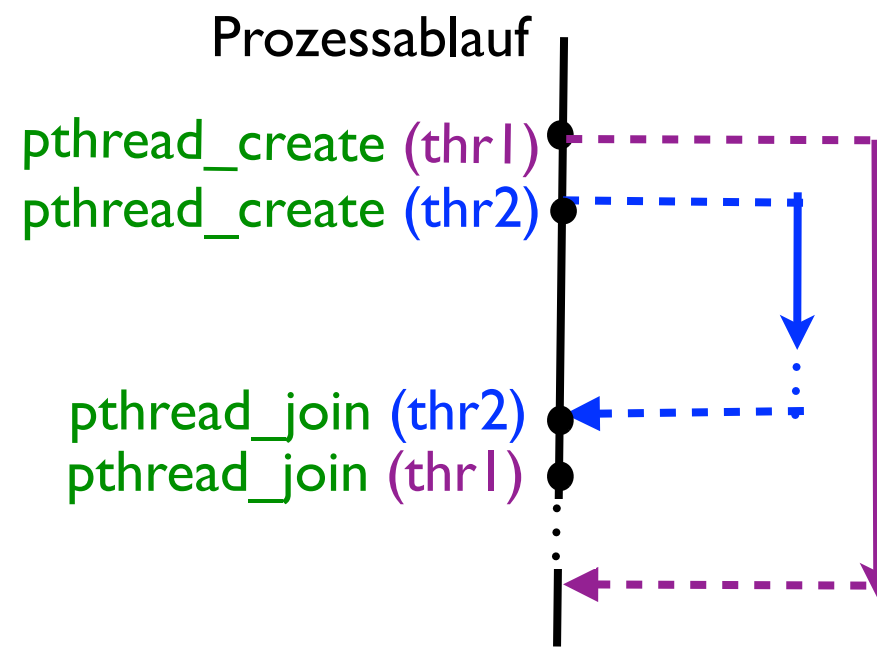 Prozessablauf
pthread_create (thr1)
pthread_create (thr2)
pthread_join (thr2)
pthread_join (thr1)